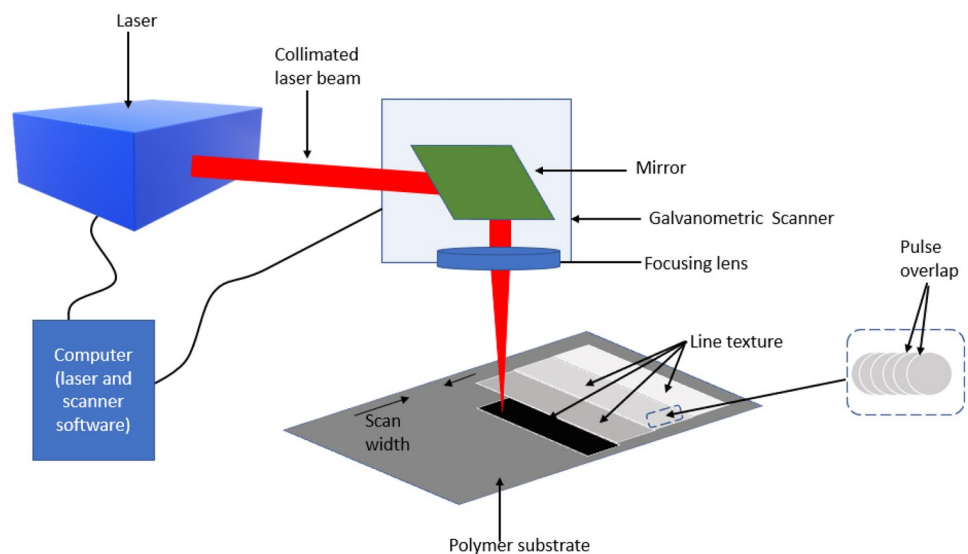 Laser
Collimated
laser beam
Mirror
Galvanometric Scanner
Focusing lens
Pulse
overlap
Computer
(laser and
scanner
software)
Line texture
Scan
width
Polymer substrate